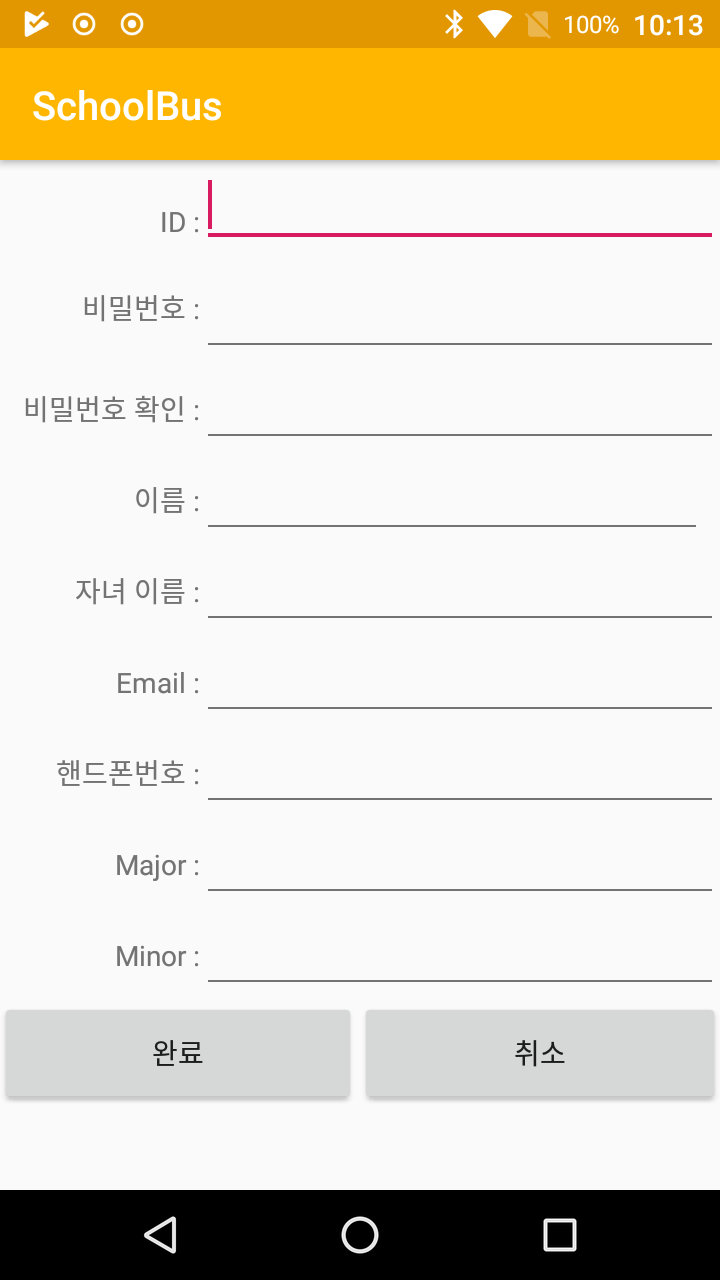 100% 10:13
SchoolBus
ID :
비밀번호 :
비밀번호 확인 :
이름 :
자녀 이름 :
Email :
핸드폰번호 :
Major :
Minor :
완료 취소